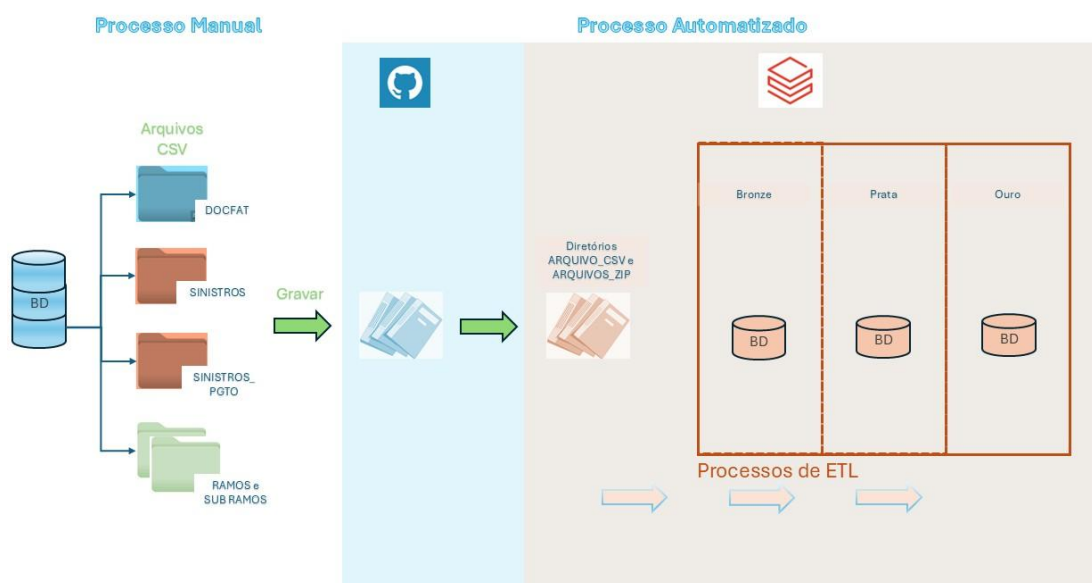 Processo Manual
Processo Automatizado
Arquivos
CSV
DOCFAT
BD
SINISTROS
SINISTROS_
PGTO
RAMOS e
SUB RAMOS
Gravar
Diretórios
ARQUIVO_CSV e
ARQUIVOS_ZIP
Bronze
Prata
Ouro
BD
BD
BD
Processos de ETL